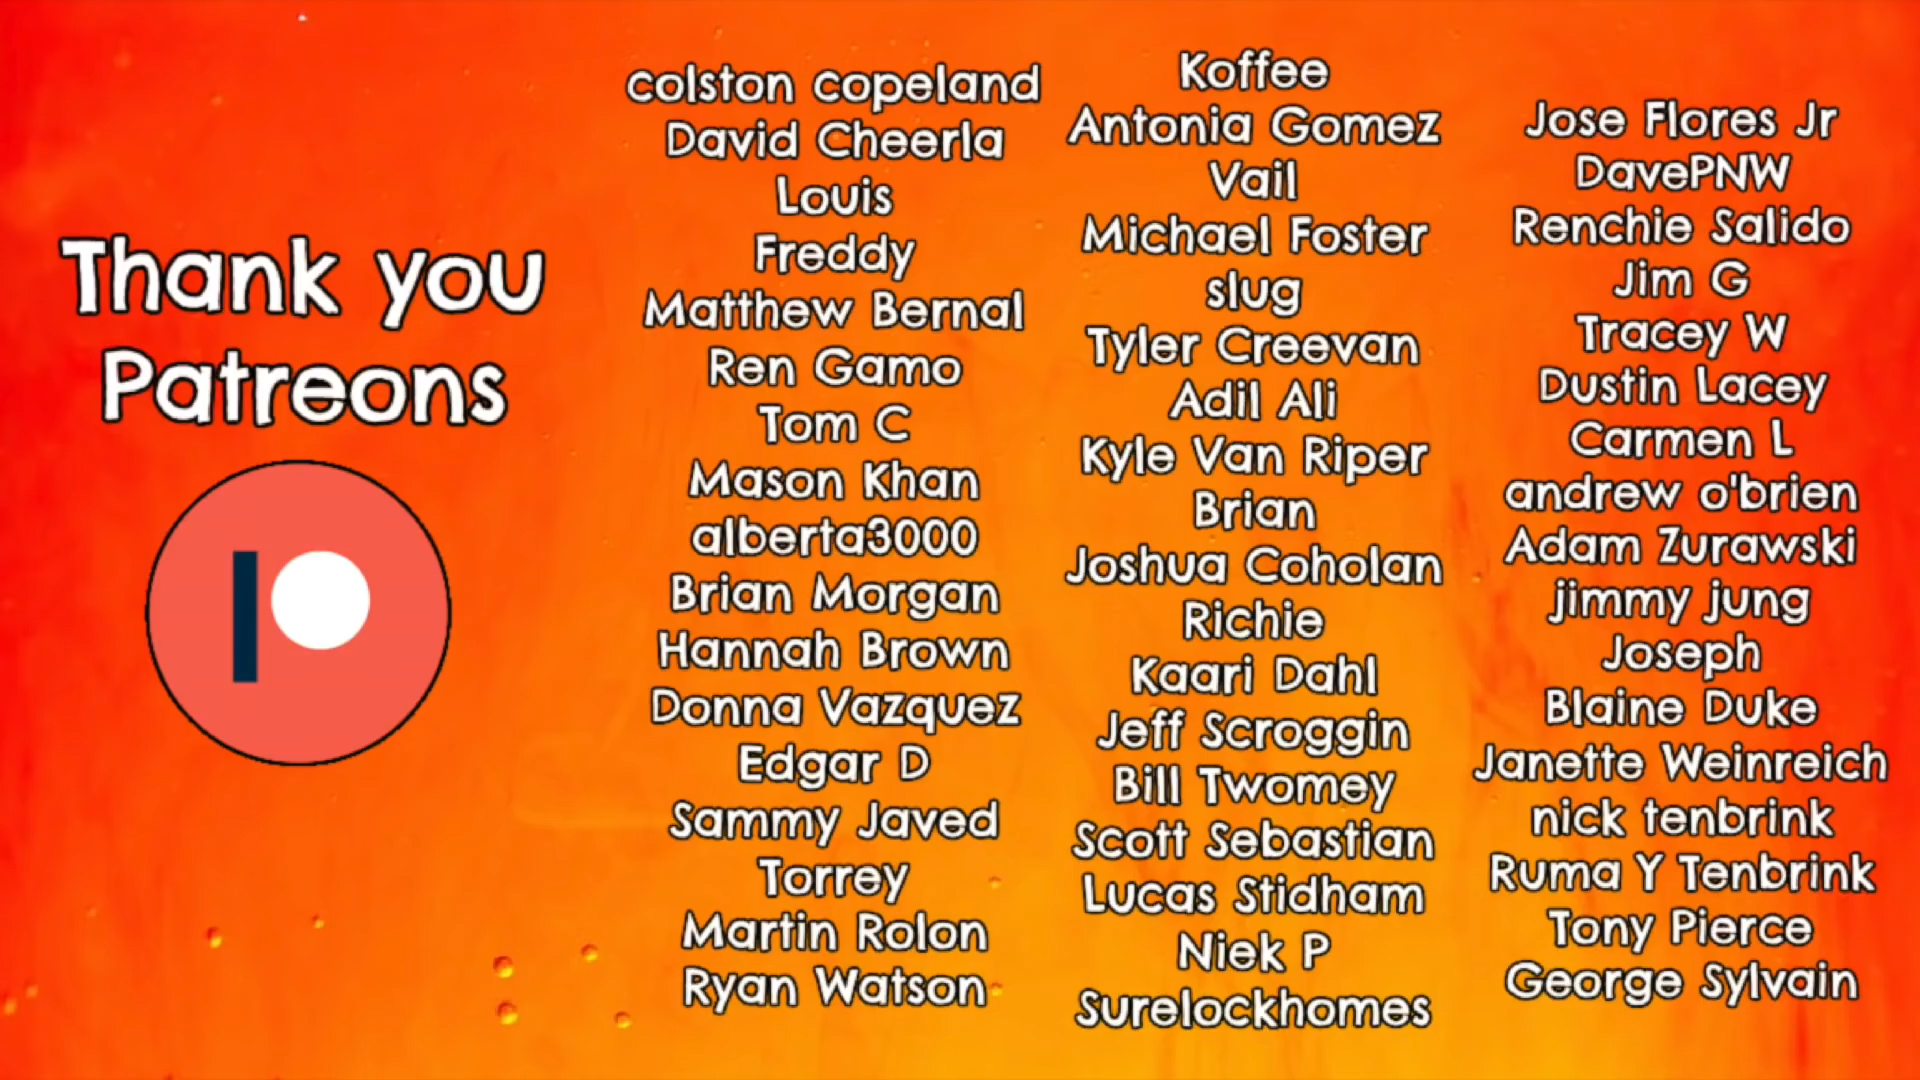 Thank you
Patreons
colston copeland
David Cheerla
Louis
Freddy
Matthew Bernal
Ren Gamo
Tom C
Mason Khan
alberta3000
Brian Morgan
Hannah Brown
Donna Vazquez
Edgar D
Sammy Javed
Torrey
Martin Rolon
Ryan Watson
Koffee
Antonia Gomez
Vail
Michael Foster
slug
Tyler Creevan
Adil Ali
Kyle Van Riper
Brian
Joshua Coholan
Richie
Kaari Dahl
Jeff Scroggin
Bill Twomey
Scott Sebastian
Lucas Stidham
Niek P
Surelockhomes
Jose Flores Jr
DavePNW
Renchie Salido
Jim G
Tracey W
Dustin Lacey
Carmen L
andrew o'brien
Adam Zurawski
jimmy jung
Joseph
Blaine Duke
Janette Weinreich
nick tenbrink
Ruma Y Tenbrink
Tony Pierce
George Sylvain